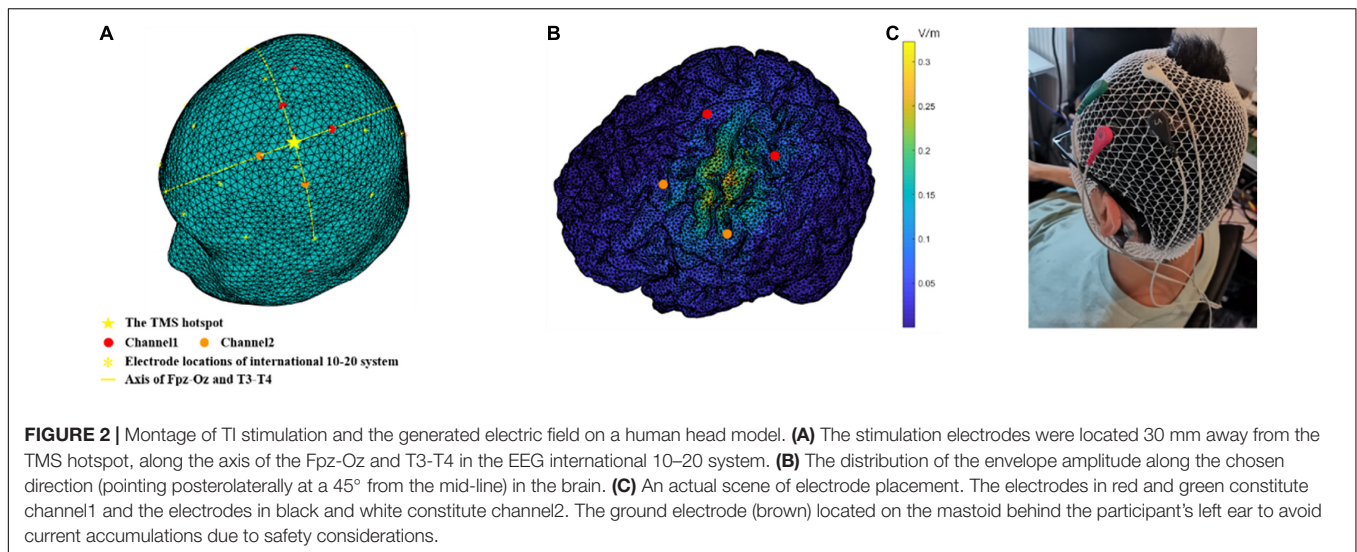 A
B
C
V/m
0.3
0.25
0.2
0.15
0.1
0.05
The TMS hotspot
Channel1 Channel2
Electrode locations of international 10-20 system
Axis of Fpz-Oz and T3-T4
FIGURE 2 | Montage of TI stimulation and the generated electric field on a human head model. (A) The stimulation electrodes were located 30 mm away from the
TMS hotspot, along the axis of the Fpz-Oz and T3-T4 in the EEG international 10–20 system. (B) The distribution of the envelope amplitude along the chosen
direction (pointing posterolaterally at a 45° from the mid-line) in the brain. (C) An actual scene of electrode placement. The electrodes in red and green constitute
channel1 and the electrodes in black and white constitute channel2. The ground electrode (brown) located on the mastoid behind the participant's left ear to avoid
current accumulations due to safety considerations.